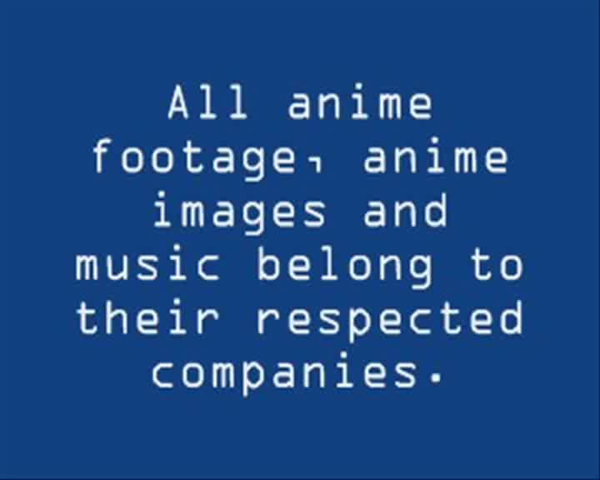 All anime
footage, anime
images and
music belong to
their respected
companies.